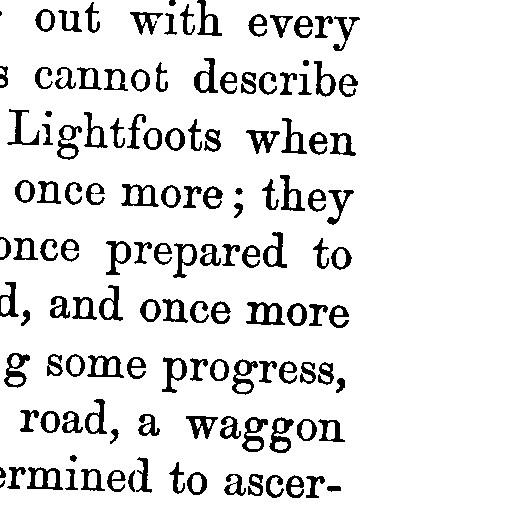 out with every
s cannot describe
Lightfoots when
once more; they
once prepared to
d, and once more
g some progress,
road, a waggon
ermined to ascer-